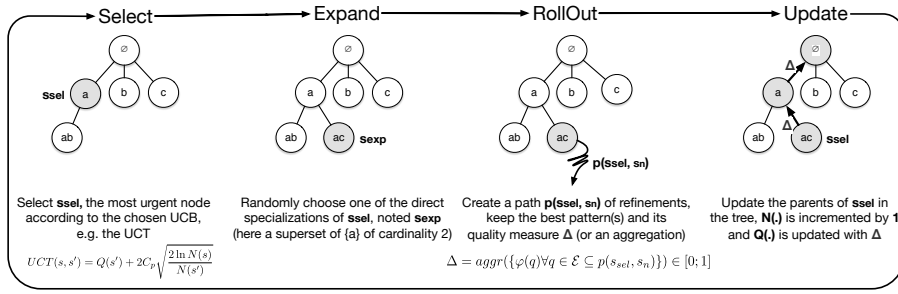 Select
Expand
RollOut
Update
∅
ssel
a
b
c
ab
∅
a
b
c
ab
ac
sexp
∅
a
b
c
ab
ac
p(ssel, sn)
∅
Δ
a
b
c
Δ
ab
ac
ssel
Select ssel, the most urgent node
according to the chosen UCB,
e.g. the UCT
UCT(s, s′) = Q(s′) + 2C_p √(2 ln N(s) / N(s′))
Randomly choose one of the direct
specializations of ssel, noted sexp
(here a superset of {a} of cardinality 2)
Create a path p(ssel, sn) of refinements,
keep the best pattern(s) and its
quality measure Δ (or an aggregation)
Δ = aggr({φ(q)∀q ∈ ℰ ⊆ p(s_sel, s_n)}) ∈ [0; 1]
Update the parents of ssel in
the tree, N(.) is incremented by 1
and Q(.) is updated with Δ